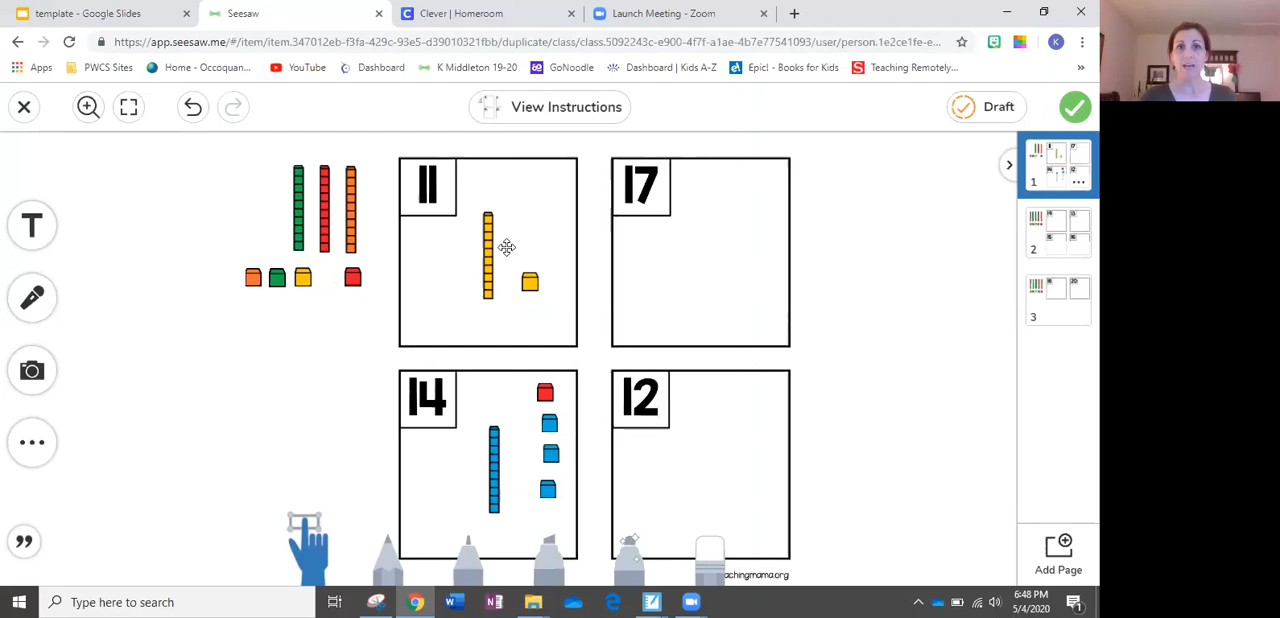 template - Google Slides
Seesaw
Clever | Homeroom
Launch Meeting - Zoom
https://app.seesaw.me/#/item/item.347012eb-f3fa-429c-93e5-d39010321fbb/duplicate/class/class.5092243c-e900-4f7f-a1ae-4b7e77541093/user/person.1e2ce1fe-e...
K
Apps
PWCS Sites
Home - Occoquan...
YouTube
Dashboard
K Midd
GoNoodle
Dashboard | Kids A-Z
Epic! - Books for Kids
Teaching Remotely...
View Instructions
Draft
11
17
14
12
T
1
2
3
Add Page
achingmama.org
Type here to search
6:48 PM
5/4/2020